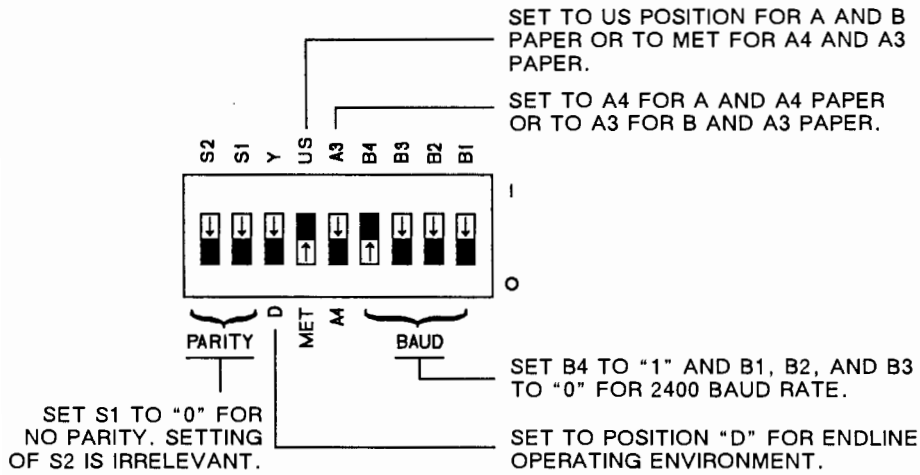 SET TO US POSITION FOR A AND B
PAPER OR TO MET FOR A4 AND A3
PAPER.
SET TO A4 FOR A AND A4 PAPER
OR TO A3 FOR B AND A3 PAPER.
S2 S1 Y US A3 B4 B3 B2 B1
1
0
D MET A4
PARITY BAUD
SET B4 TO "1" AND B1, B2, AND B3
TO "0" FOR 2400 BAUD RATE.
SET S1 TO "0" FOR
NO PARITY. SETTING
OF S2 IS IRRELEVANT.
SET TO POSITION "D" FOR ENDLINE
OPERATING ENVIRONMENT.